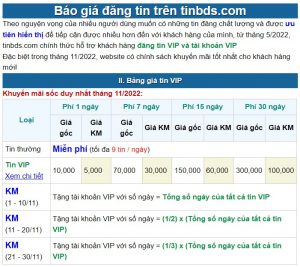 Báo giá đăng tin trên tinbds.com
Theo nguyện vọng của nhiều người dùng muốn có những tin đăng chất lượng và được ưu
tiên hiển thị để tiếp cận được nhiều hơn đến với khách hàng của mình, từ tháng 5/2022,
tinbds.com chính thức hỗ trợ khách hàng đăng tin VIP và tài khoản VIP
Đặc biệt trong tháng 11/2022, website có chính sách khuyến mãi tốt nhất cho khách hàng
mới!
II. Bảng giá tin VIP
Khuyến mãi sốc duy nhất tháng 11/2022:
Loại Phí 1 ngày Phí 7 ngày Phí 15 ngày Phí 30 ngày
Giá gốc Giá KM Giá gốc Giá KM Giá gốc Giá KM Giá gốc Giá KM
Tin thường Miễn phí (tối đa 9 tin / ngày)
Tin VIP 10,000 5,000 70,000 30,000 150,000 60,000 300,000 100,000
Xem chi tiết
KM
(1 - 10/11) Tặng tài khoản VIP với số ngày = Tổng số ngày của tất cả tin VIP
KM
(11 - 20/11) Tặng tài khoản VIP với số ngày = (1/2) x (Tổng số ngày của tất cả tin VIP)
KM
(21 - 30/11) Tặng tài khoản VIP với số ngày = (1/3) x (Tổng số ngày của tất cả tin VIP)